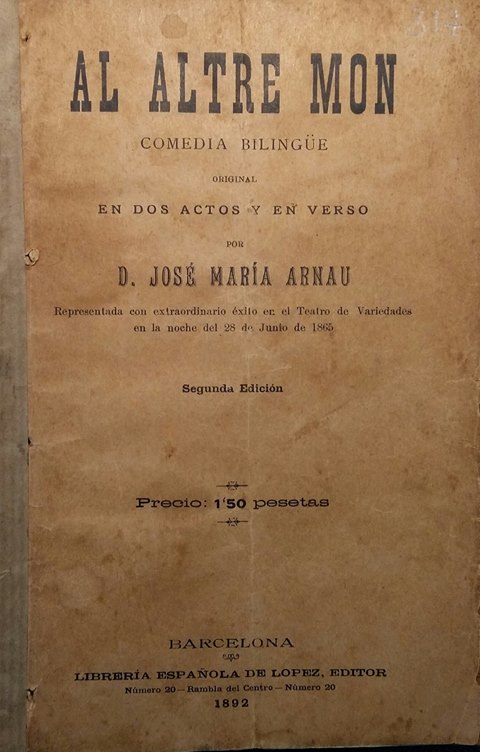 AL ALTRE MON
COMEDIA BILINGÜE
ORIGINAL
EN DOS ACTOS Y EN VERSO
POR
D. JOSÉ MARÍA ARNAU
Representada con extraordinario éxito en el Teatro de Variedades
en la noche del 28 de Junio de 1865
Segunda Edición
Precio: 1'50 pesetas
BARCELONA
LIBRERÍA ESPAÑOLA DE LOPEZ, EDITOR
Número 20—Rambla del Centro—Número 20
1892